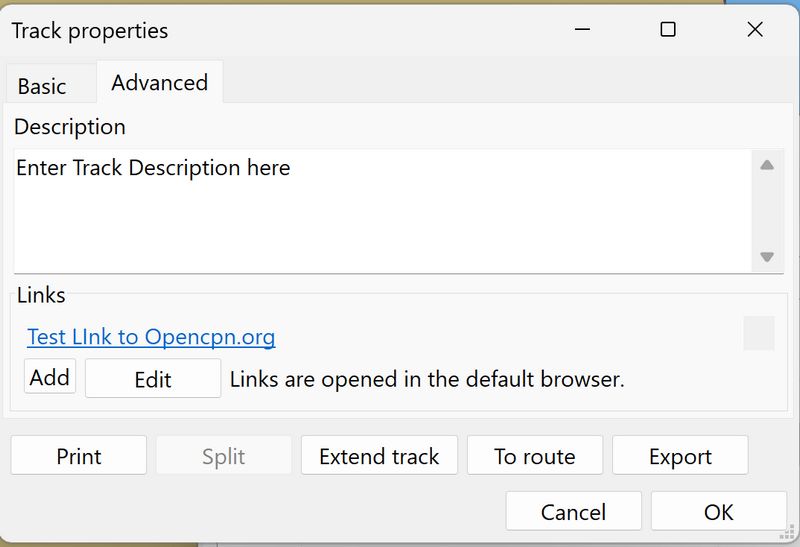 Track properties
Basic Advanced
Description
Enter Track Description here
Links
Test LInk to Opencpn.org
Add Edit Links are opened in the default browser.
Print Split Extend track To route Export
Cancel OK